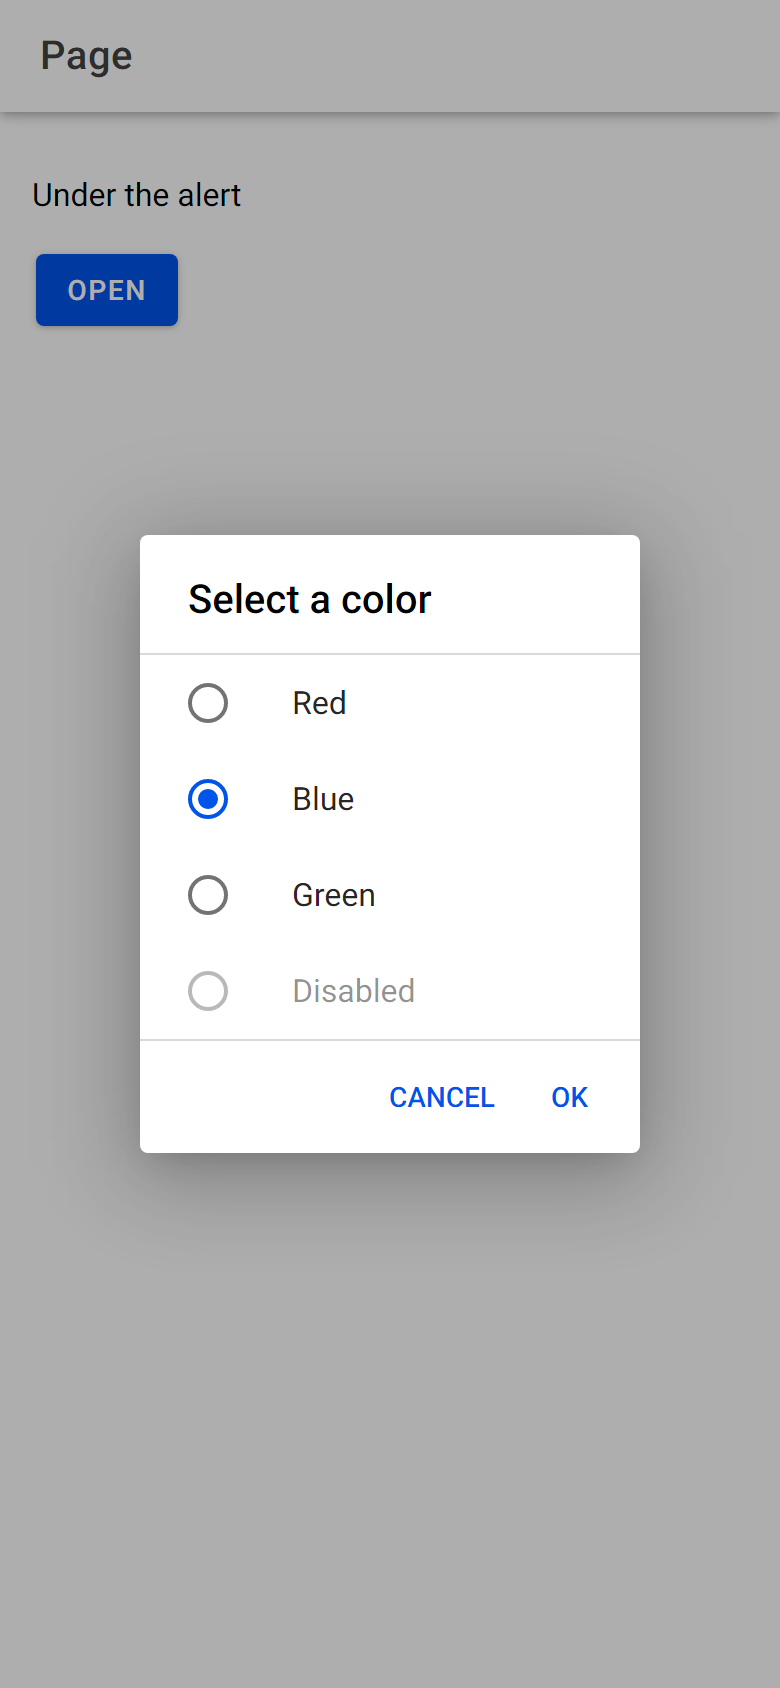 Page
Under the alert
OPEN
Select a color
Red
Blue
Green
Disabled
CANCEL OK